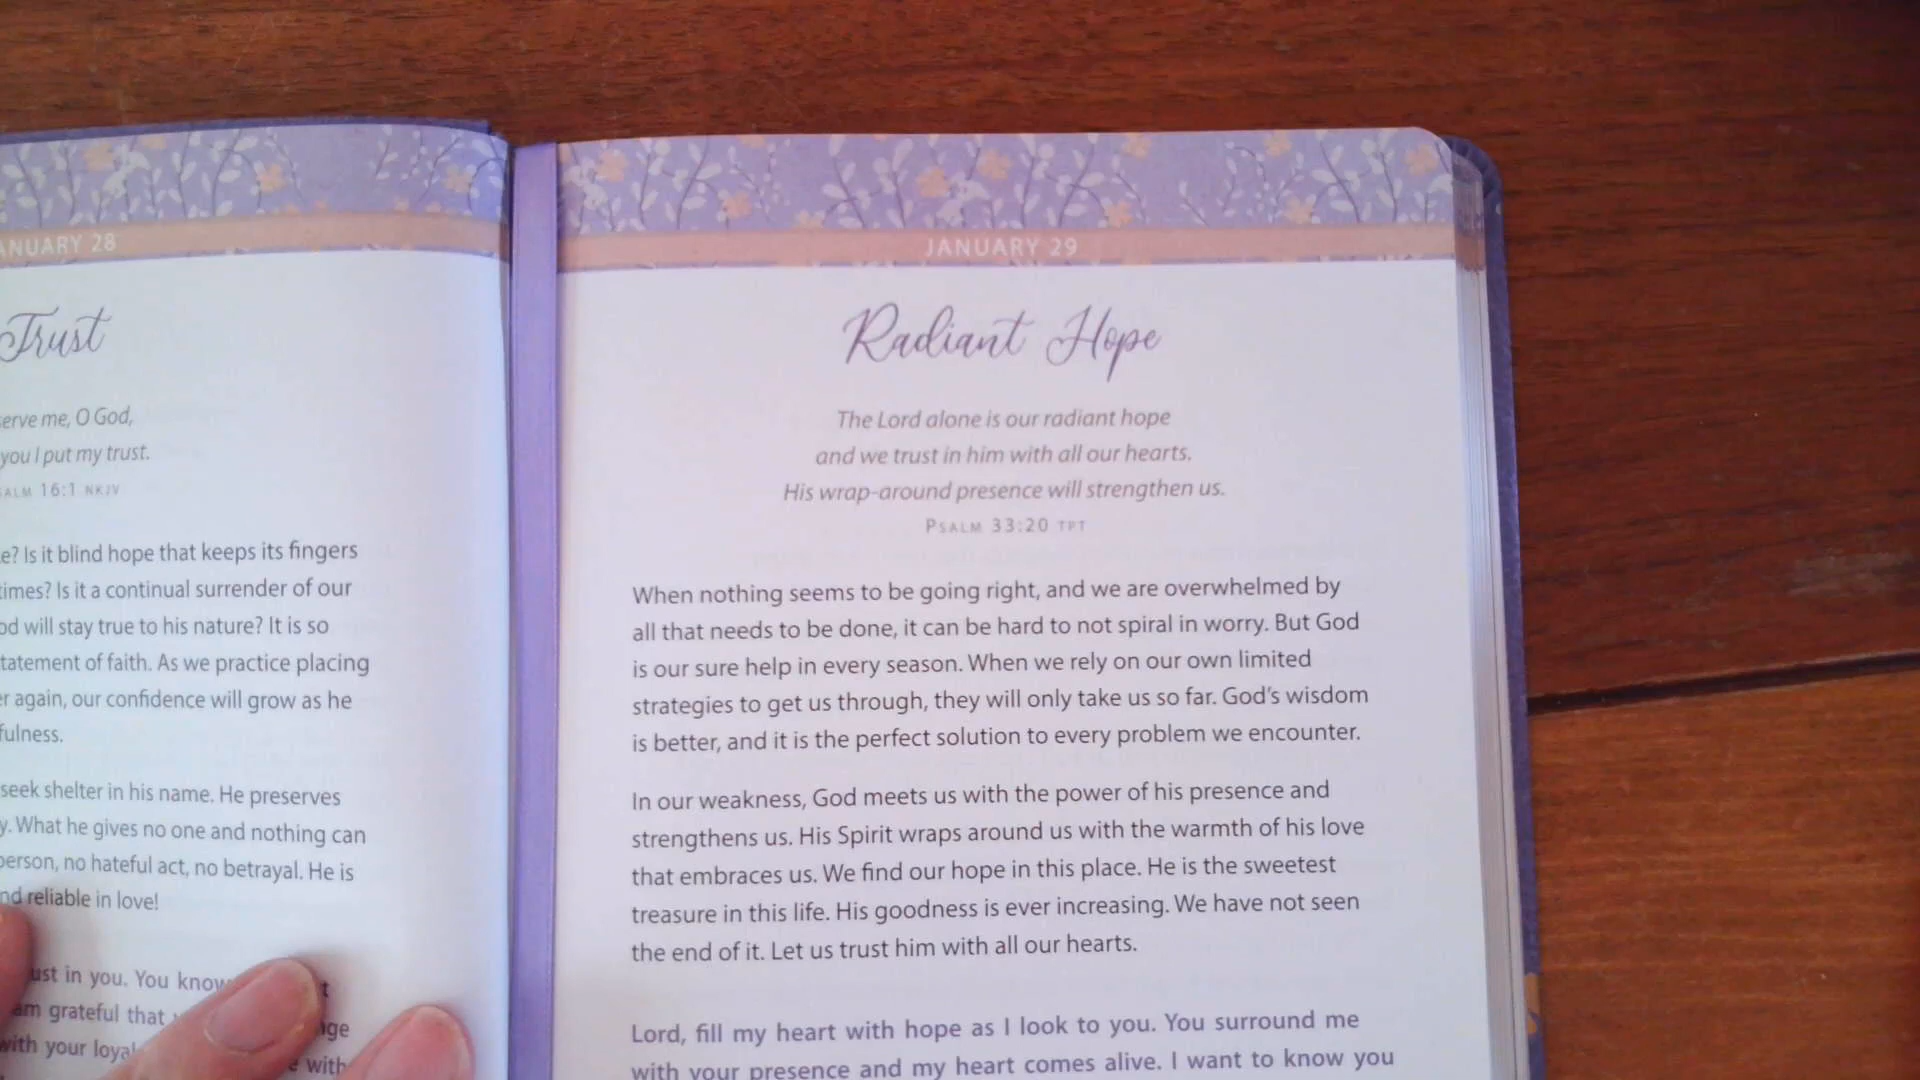 ANUARY 28
Trust
erve me, O God,
you I put my trust.
ALM 16:1 NKJV
e? Is it blind hope that keeps its fingers
times? Is it a continual surrender of our
od will stay true to his nature? It is so
tatement of faith. As we practice placing
er again, our confidence will grow as he
fulness.
seek shelter in his name. He preserves
y. What he gives no one and nothing can
person, no hateful act, no betrayal. He is
nd reliable in love!
ust in you. You know
am grateful that
with your loyal
with
JANUARY 29
Radiant Hope
The Lord alone is our radiant hope
and we trust in him with all our hearts.
His wrap-around presence will strengthen us.
PSALM 33:20 TPT
When nothing seems to be going right, and we are overwhelmed by
all that needs to be done, it can be hard to not spiral in worry. But God
is our sure help in every season. When we rely on our own limited
strategies to get us through, they will only take us so far. God's wisdom
is better, and it is the perfect solution to every problem we encounter.
In our weakness, God meets us with the power of his presence and
strengthens us. His Spirit wraps around us with the warmth of his love
that embraces us. We find our hope in this place. He is the sweetest
treasure in this life. His goodness is ever increasing. We have not seen
the end of it. Let us trust him with all our hearts.
Lord, fill my heart with hope as I look to you. You surround me
with your presence and my heart comes alive. I want to know you